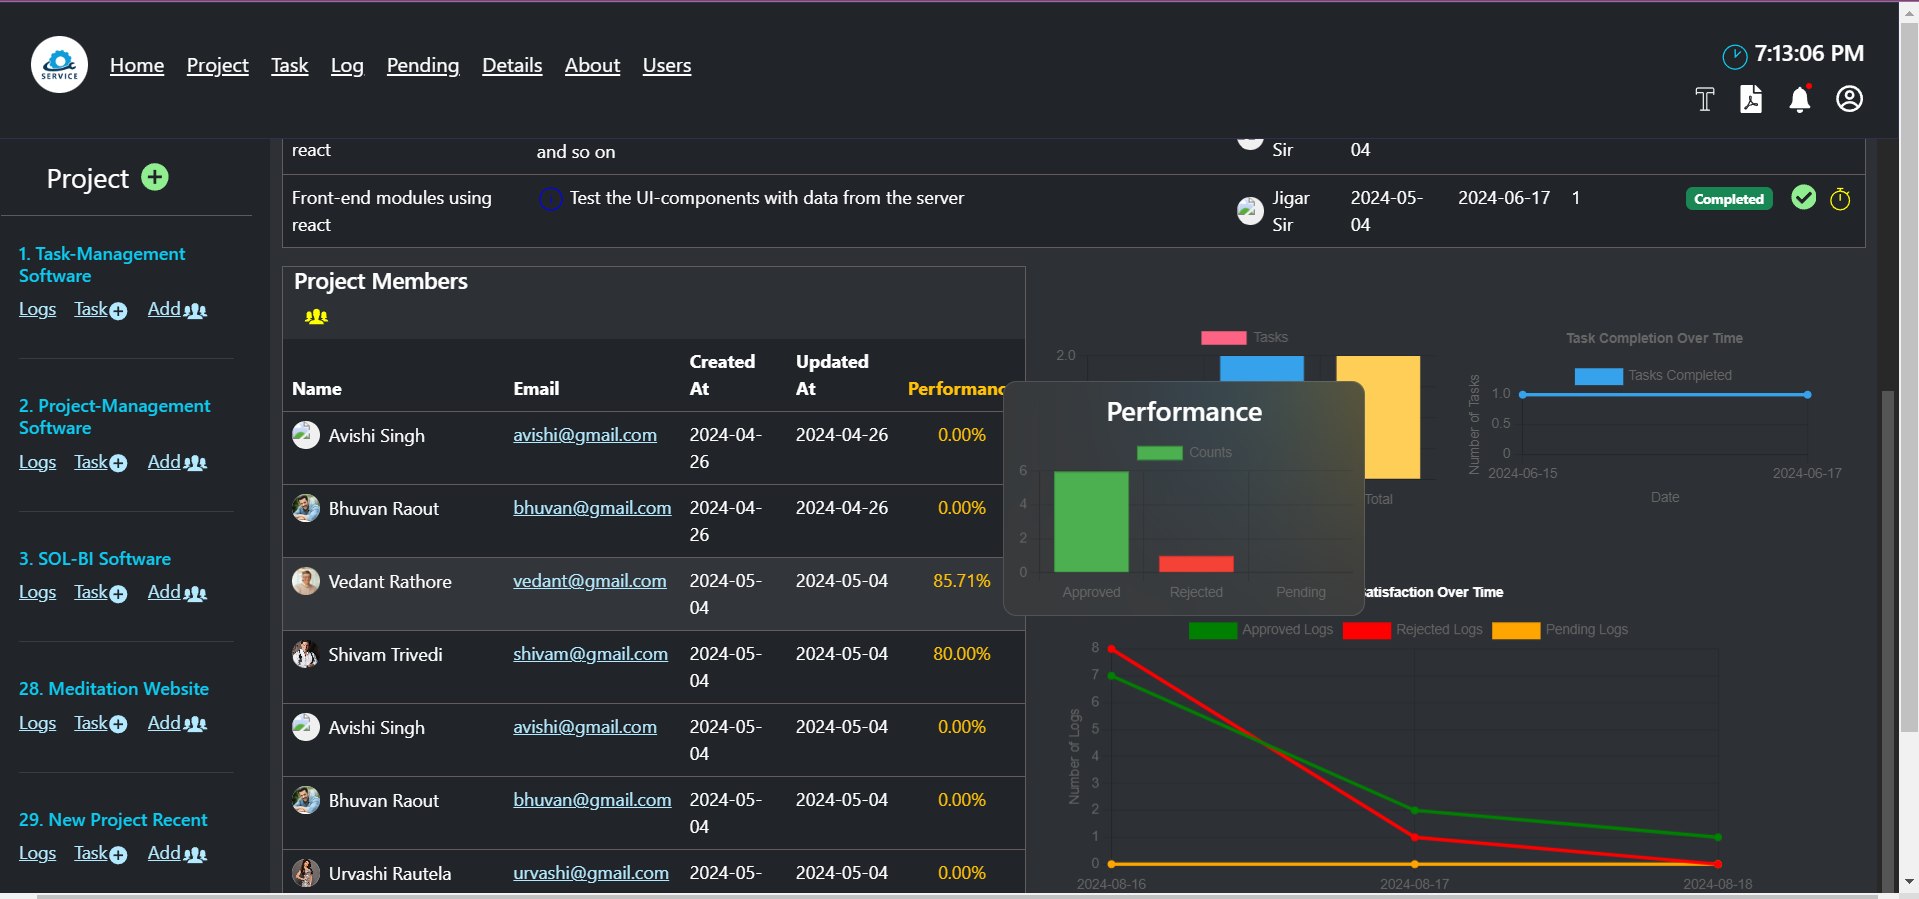 SERVICE
Home Project Task Log Pending Details About Users
7:13:06 PM
Project
1. Task-Management
Software
Logs Task Add
2. Project-Management
Software
Logs Task Add
3. SOL-BI Software
Logs Task Add
28. Meditation Website
Logs Task Add
29. New Project Recent
Logs Task Add
react and so on Sir 04
Front-end modules using Test the UI-components with data from the server Jigar 2024-05- 2024-06-17 1 Completed
react Sir 04
Project Members
Created Updated
Name Email At At Performanc
Avishi Singh avishi@gmail.com 2024-04- 2024-04-26 0.00%
26
Bhuvan Raout bhuvan@gmail.com 2024-04- 2024-04-26 0.00%
26
Vedant Rathore vedant@gmail.com 2024-05- 2024-05-04 85.71%
04
Shivam Trivedi shivam@gmail.com 2024-05- 2024-05-04 80.00%
04
Avishi Singh avishi@gmail.com 2024-05- 2024-05-04 0.00%
04
Bhuvan Raout bhuvan@gmail.com 2024-05- 2024-05-04 0.00%
04
Urvashi Rautela urvashi@gmail.com 2024-05- 2024-05-04 0.00%
Tasks
2.0
Total
Performance
Counts
6
4
2
0
Approved Rejected Pending
Task Completion Over Time
Tasks Completed
Number of Tasks
1.0
0.5
0
2024-06-15 2024-06-17
Date
atisfaction Over Time
Approved Logs Rejected Logs Pending Logs
Number of Logs
8
7
6
5
4
3
2
1
0
2024-08-16 2024-08-17 2024-08-18